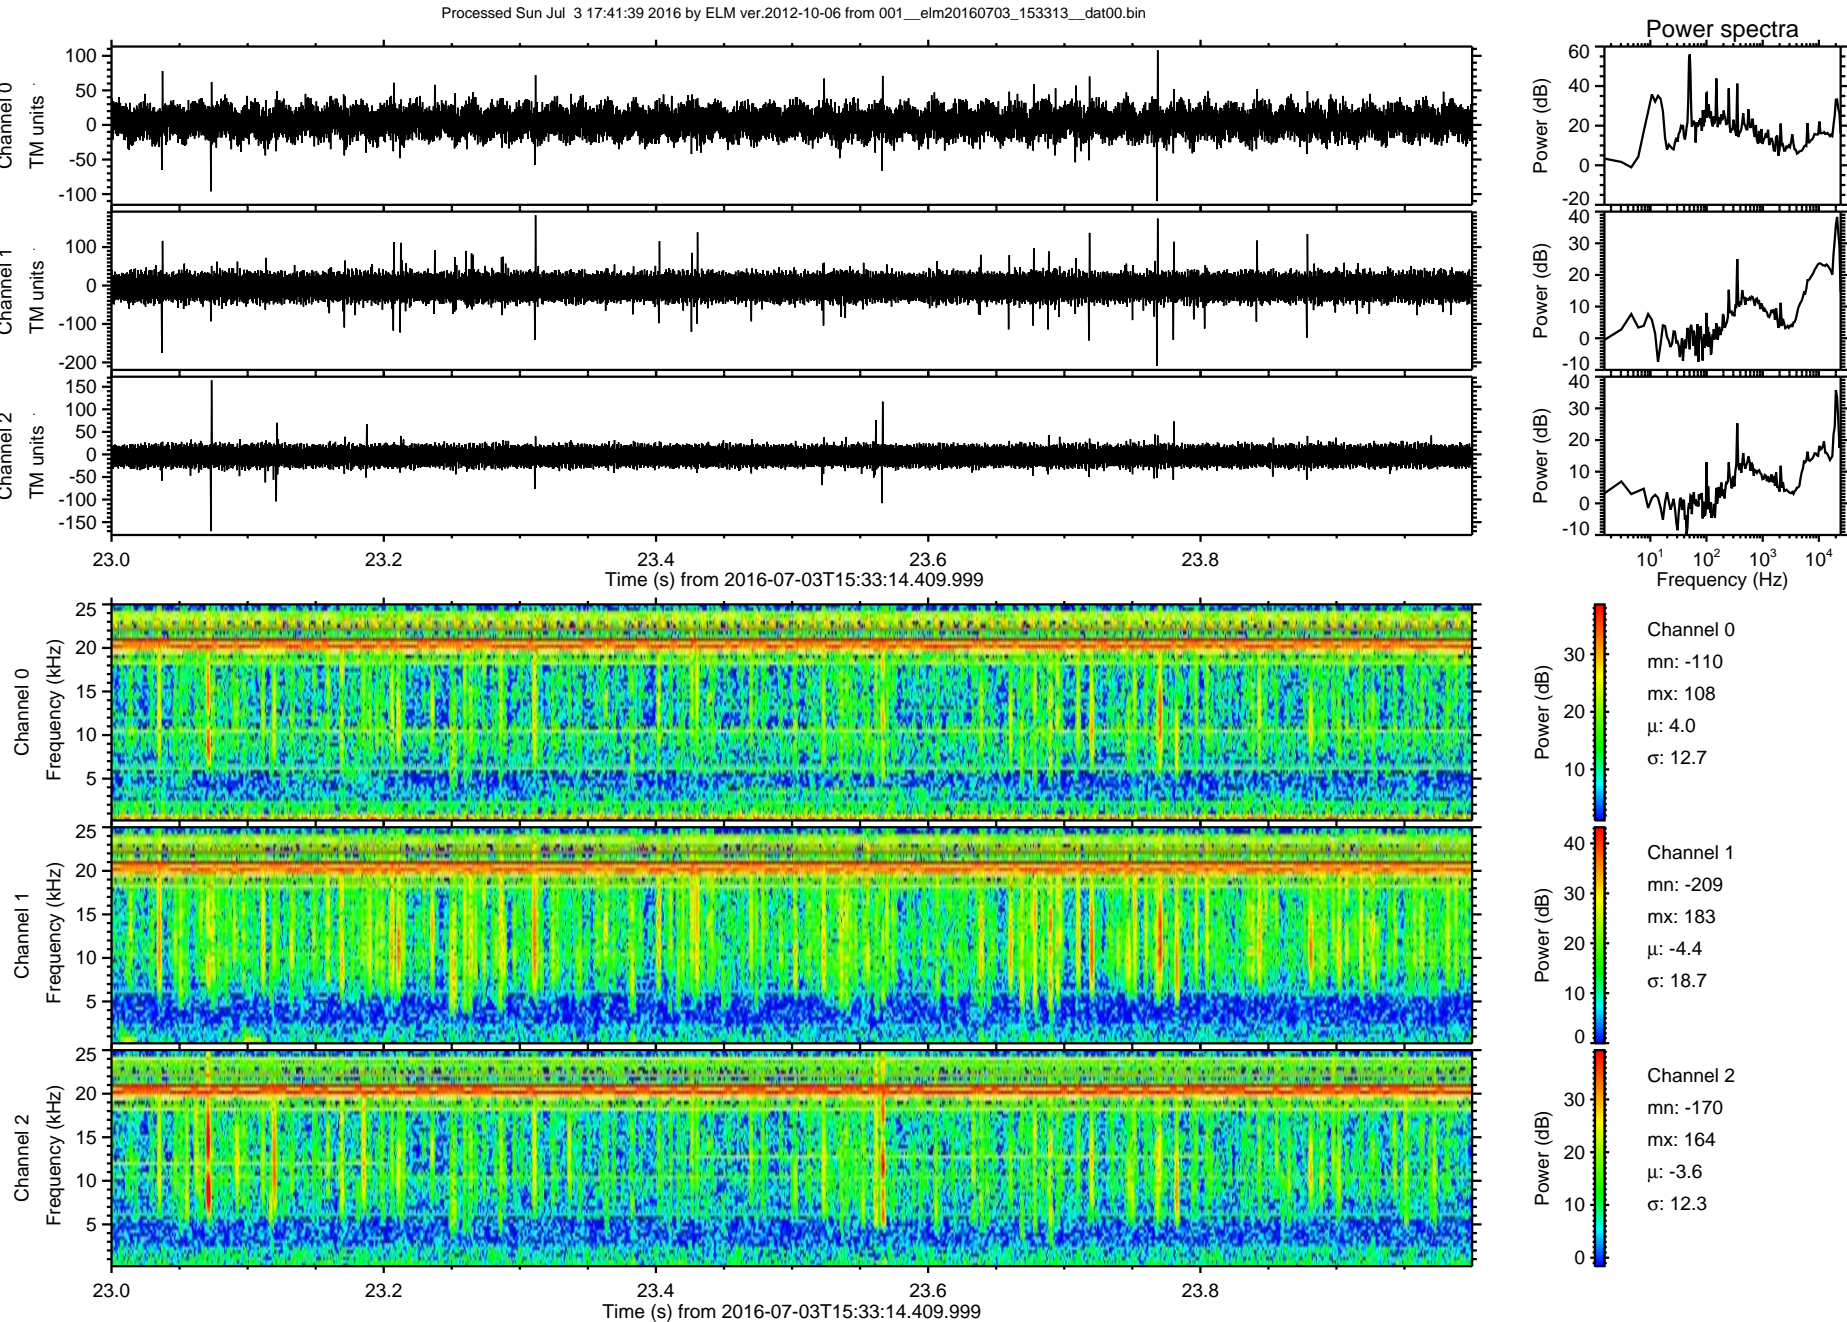 Processed Sun Jul 3 17:41:39 2016 by ELM ver.2012-10-06 from 001__elm20160703_153313__dat00.bin
Power spectra
Channel 0
TM units
100
50
0
-50
-100
Power (dB)
60
40
20
0
-20
Channel 1
TM units
100
0
-100
-200
Power (dB)
40
30
20
10
0
-10
Channel 2
TM units
150
100
50
0
-50
-100
-150
Power (dB)
40
30
20
10
0
-10
23.0 23.2 23.4 23.6 23.8
Time (s) from 2016-07-03T15:33:14.409.999
10¹ 10² 10³ 10⁴
Frequency (Hz)
Channel 0
Frequency (kHz)
25
20
15
10
5
Power (dB)
30
20
10
Channel 0
mn: -110
mx: 108
μ: 4.0
σ: 12.7
Channel 1
Frequency (kHz)
25
20
15
10
5
Power (dB)
40
30
20
10
0
Channel 1
mn: -209
mx: 183
μ: -4.4
σ: 18.7
Channel 2
Frequency (kHz)
25
20
15
10
5
Power (dB)
30
20
10
0
Channel 2
mn: -170
mx: 164
μ: -3.6
σ: 12.3
23.0 23.2 23.4 23.6 23.8
Time (s) from 2016-07-03T15:33:14.409.999